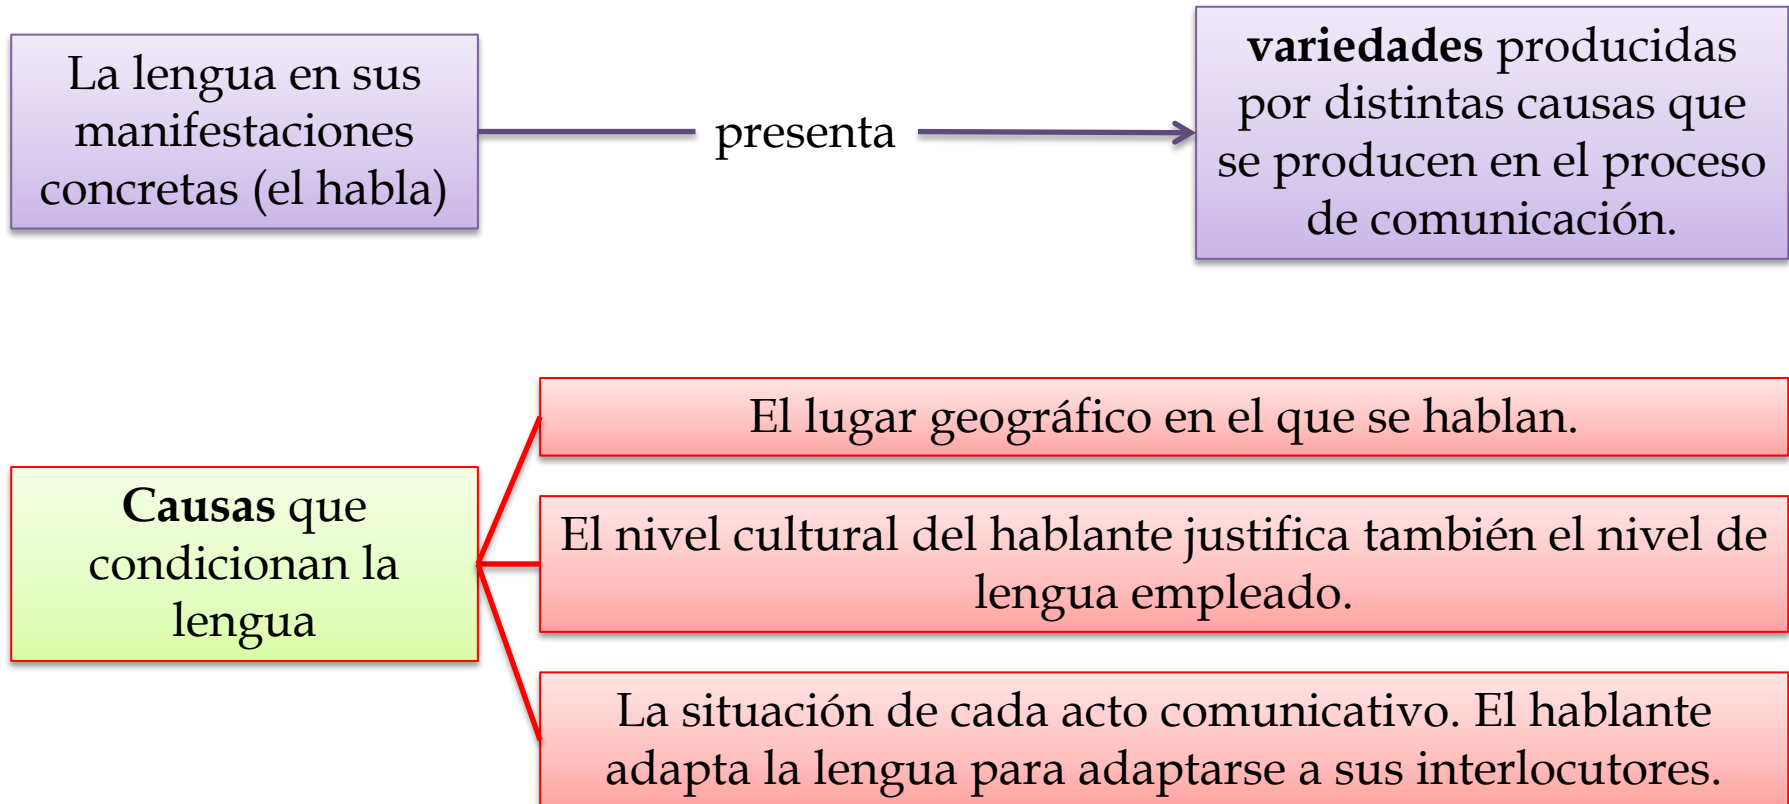 La lengua en sus
manifestaciones
concretas (el habla)
presenta
variedades producidas
por distintas causas que
se producen en el proceso
de comunicación.
Causas que
condicionan la
lengua
El lugar geográfico en el que se hablan.
El nivel cultural del hablante justifica también el nivel de
lengua empleado.
La situación de cada acto comunicativo. El hablante
adapta la lengua para adaptarse a sus interlocutores.